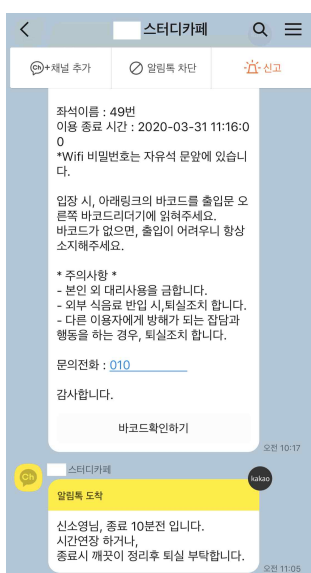 스터디카페
Ch+채널 추가 알림톡 차단 신고
좌석이름 : 49번
이용 종료 시간 : 2020-03-31 11:16:0
0
*Wifi 비밀번호는 자유석 문앞에 있습니
다.
입장 시, 아래링크의 바코드를 출입문 오
른쪽 바코드리더기에 읽혀주세요.
바코드가 없으면, 출입이 어려우니 항상
소지해주세요.
* 주의사항 *
- 본인 외 대리사용을 금합니다.
- 외부 식음료 반입 시,퇴실조치 합니다.
- 다른 이용자에게 방해가 되는 잡담과
행동을 하는 경우, 퇴실조치 합니다.
문의전화 : 010
감사합니다.
바코드확인하기
오전 10:17
Ch 스터디카페
kakao
알림톡 도착
신소영님, 종료 10분전 입니다.
시간연장 하거나,
종료시 깨끗이 정리후 퇴실 부탁합니다.
오전 11:05